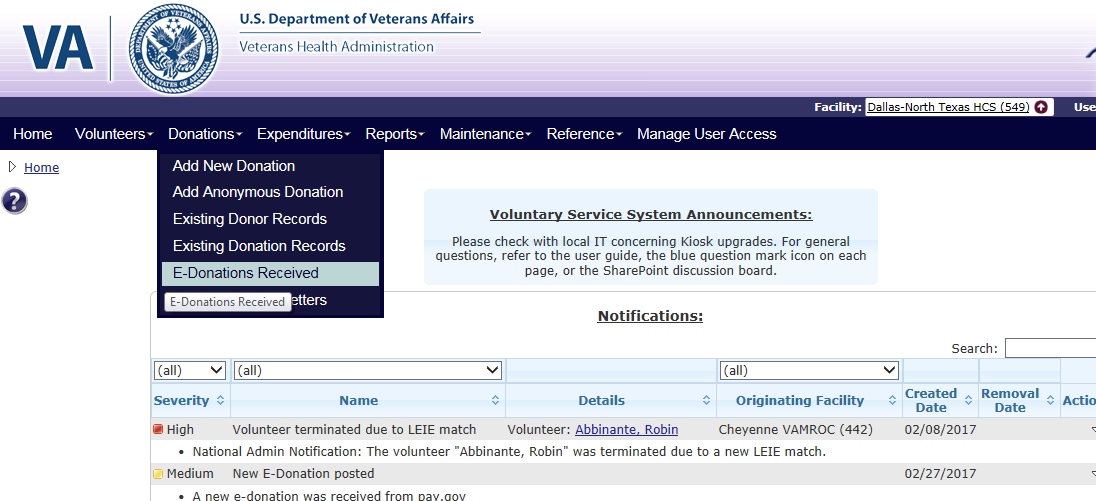 VA
U.S. Department of Veterans Affairs
Veterans Health Administration
Facility: Dallas-North Texas HCS (549)
Home Volunteers Donations Expenditures Reports Maintenance Reference Manage User Access
Home
Add New Donation
Add Anonymous Donation
Existing Donor Records
Existing Donation Records
E-Donations Received
E-Donations Received
?
Voluntary Service System Announcements:
Please check with local IT concerning Kiosk upgrades. For general
questions, refer to the user guide, the blue question mark icon on each
page, or the SharePoint discussion board.
Notifications:
Search:
(all) (all) (all)
Severity Name Details Originating Facility Created Date Removal Date
High Volunteer terminated due to LEIE match Volunteer: Abbinante, Robin Cheyenne VAMROC (442) 02/08/2017
• National Admin Notification: The volunteer "Abbinante, Robin" was terminated due to a new LEIE match.
Medium New E-Donation posted 02/27/2017
• A new e-donation was received from pay.gov